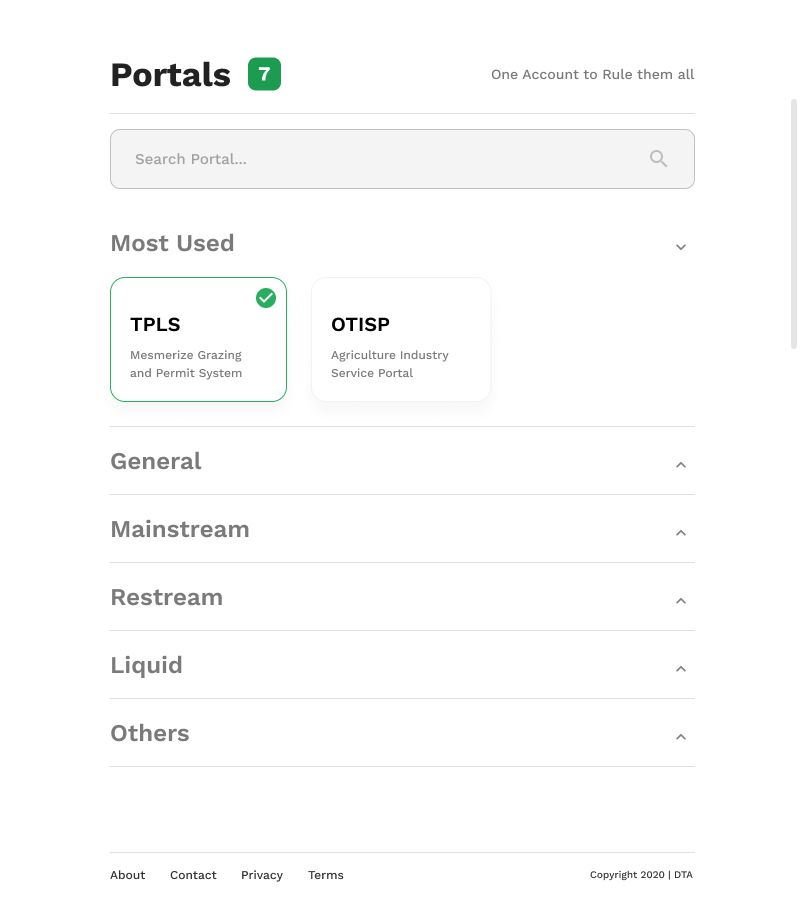 Portals 7
One Account to Rule them all
Search Portal...
Most Used
TPLS
Mesmerize Grazing
and Permit System
OTISP
Agriculture Industry
Service Portal
General
Mainstream
Restream
Liquid
Others
About Contact Privacy Terms
Copyright 2020 | DTA